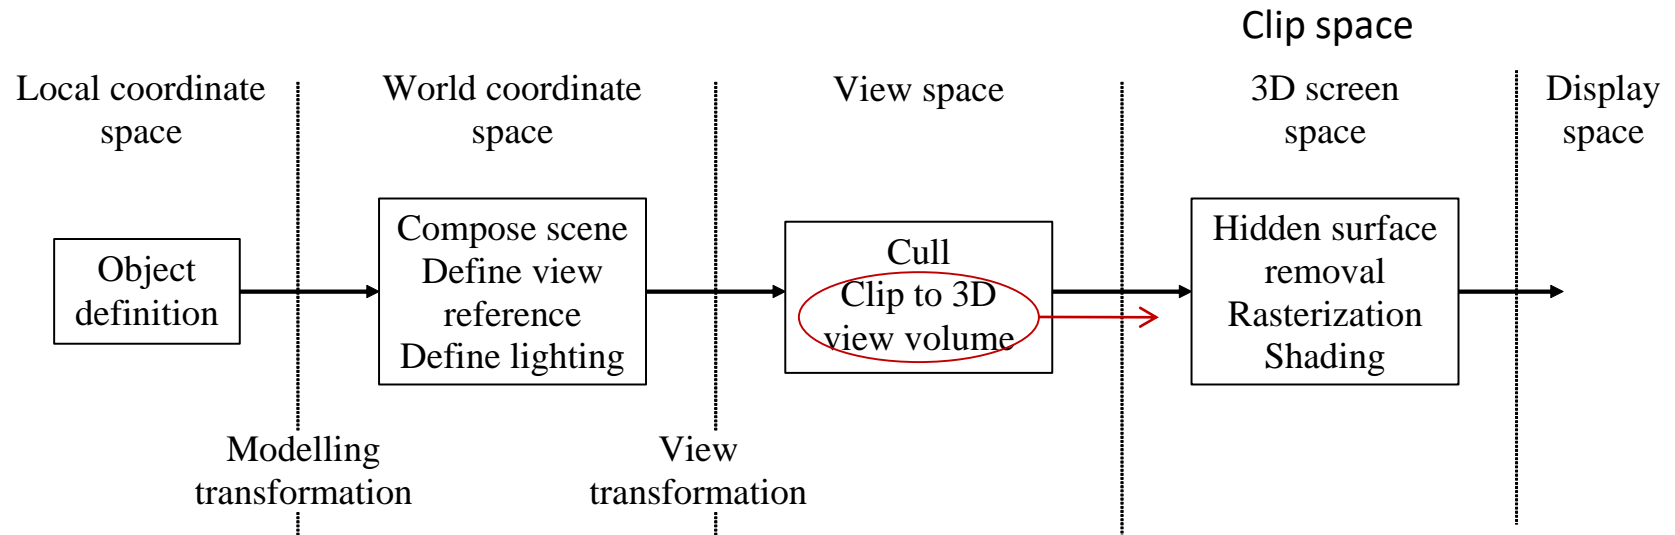 Clip space
Local coordinate
space
World coordinate
space
View space
3D screen
space
Display
space
Object
definition
Compose scene
Define view
reference
Define lighting
Cull
Clip to 3D
view volume
Hidden surface
removal
Rasterization
Shading
Modelling
transformation
View
transformation